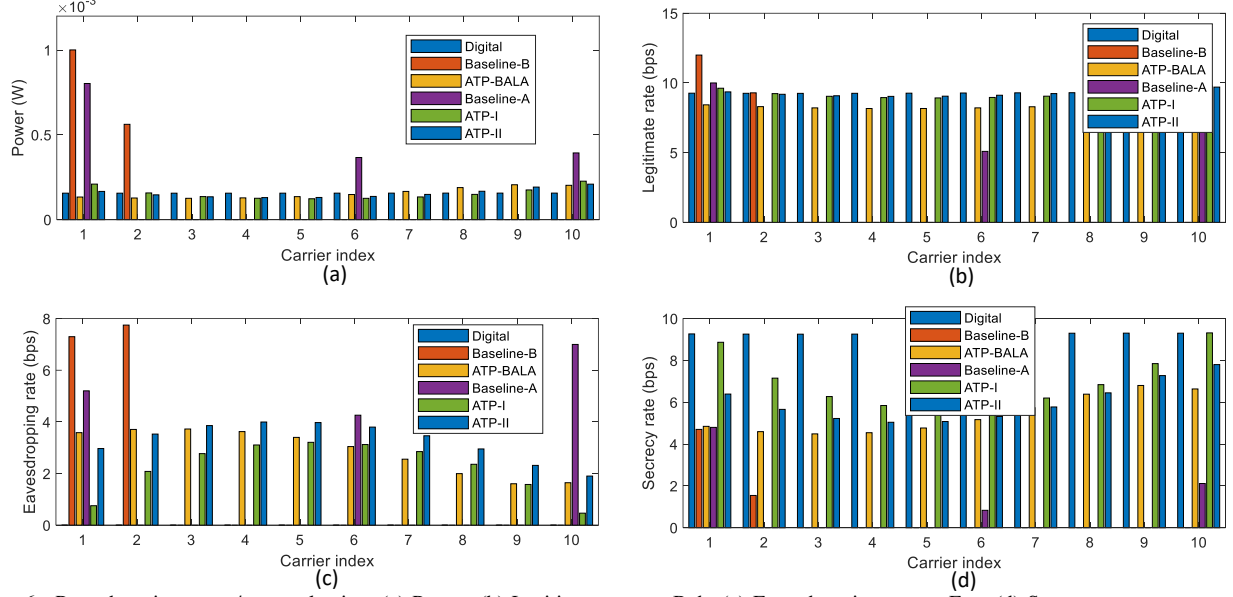 ×10⁻³
1
0.5
0
Power (W)
Digital
Baseline-B
ATP-BALA
Baseline-A
ATP-I
ATP-II
1 2 3 4 5 6 7 8 9 10
Carrier index
(a)
15
10
5
0
Legitimate rate (bps)
Digital
Baseline-B
ATP-BALA
Baseline-A
ATP-I
ATP-II
1 2 3 4 5 6 7 8 9 10
Carrier index
(b)
8
6
4
2
0
Eavesdropping rate (bps)
Digital
Baseline-B
ATP-BALA
Baseline-A
ATP-I
ATP-II
1 2 3 4 5 6 7 8 9 10
Carrier index
(c)
10
8
6
4
2
0
Secrecy rate (bps)
Digital
Baseline-B
ATP-BALA
Baseline-A
ATP-I
ATP-II
1 2 3 4 5 6 7 8 9 10
Carrier index
(d)